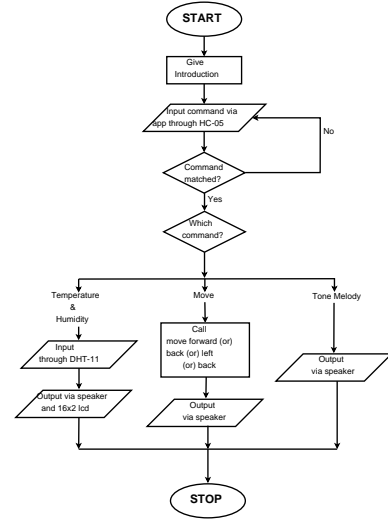 START
Give
Introduction
Input command via
app through HC-05
No
Command
matched?
Yes
Which
command?
Temperature
&
Humidity
Move
Tone Melody
Input
through DHT-11
Call
move forward (or)
back (or) left
(or) back
Output
via speaker
Output via speaker
and 16x2 lcd
Output
via speaker
STOP